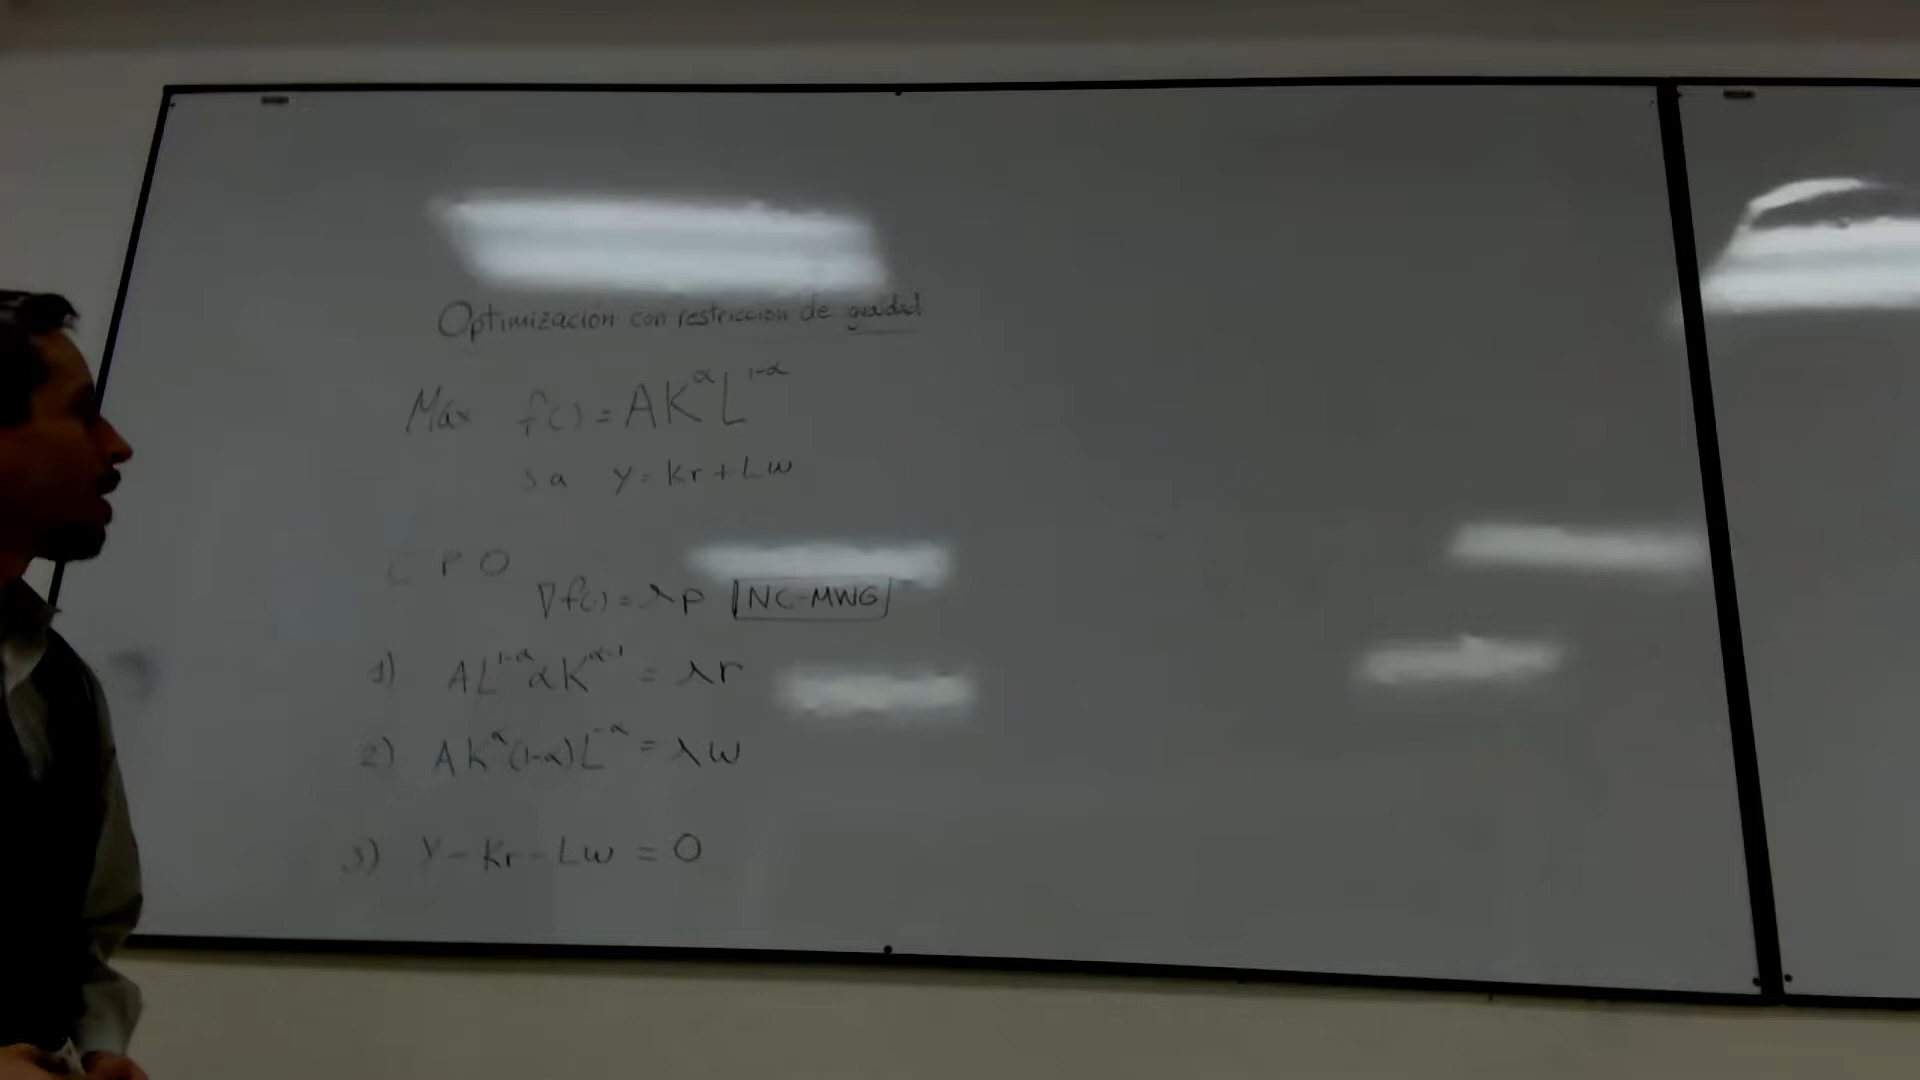 Optimización con restricción de igualdad
Máx f(·) = AK^α L^{1-α}
s a y = Kr + Lw
C P O
∇f(·) = λp NC-MWG
1) AL^{1-α} αK^{α-1} = λr
2) AK^α (1-α)L^{-α} = λw
3) Y - Kr - Lw = 0